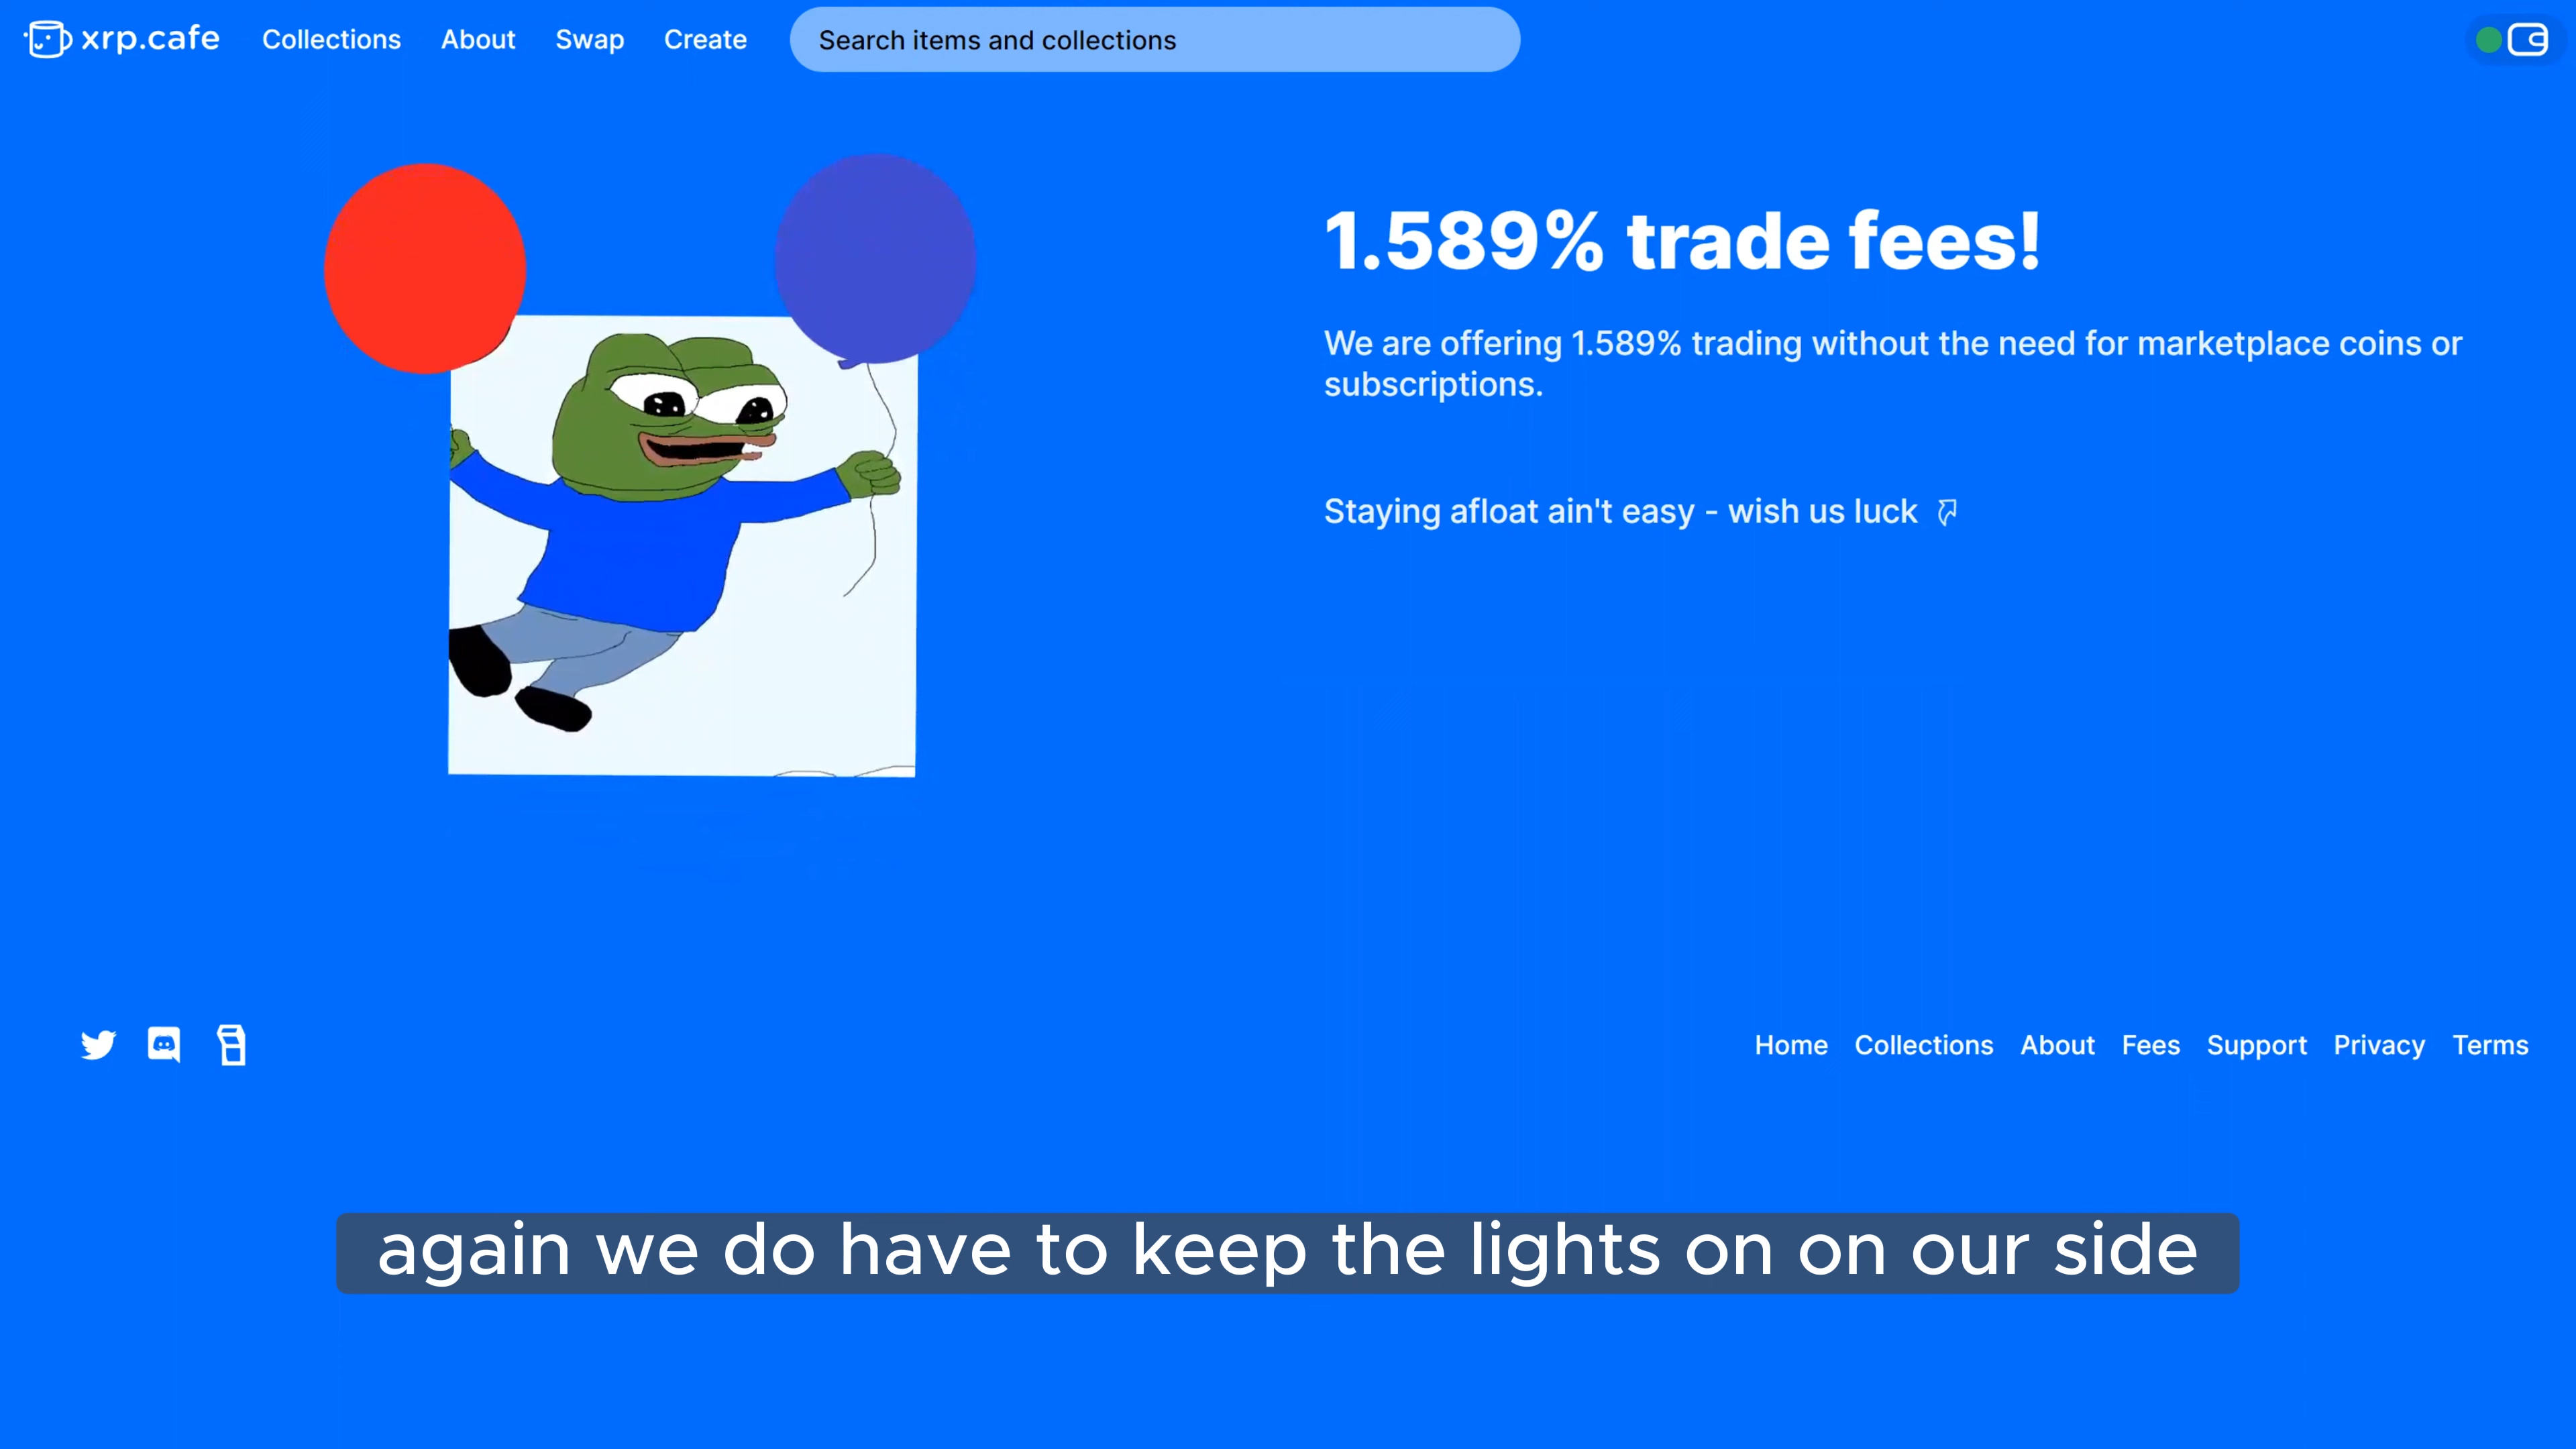 xrp.cafe Collections About Swap Create Search items and collections
1.589% trade fees!
We are offering 1.589% trading without the need for marketplace coins or
subscriptions.
Staying afloat ain't easy - wish us luck
Home Collections About Fees Support Privacy Terms
again we do have to keep the lights on on our side